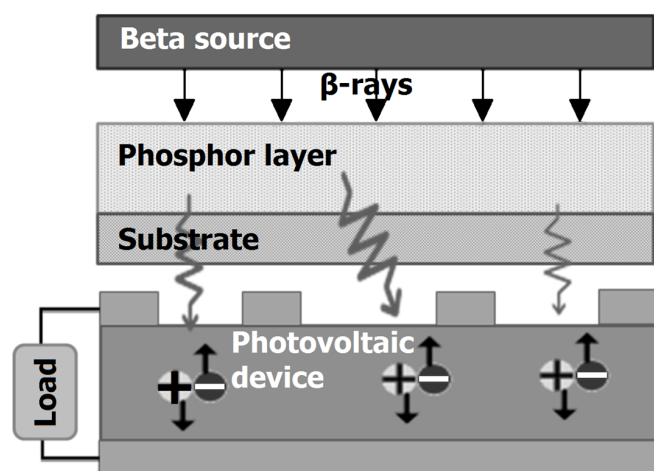 Beta source
β-rays
Phosphor layer
Substrate
Photovoltaic
device
Load